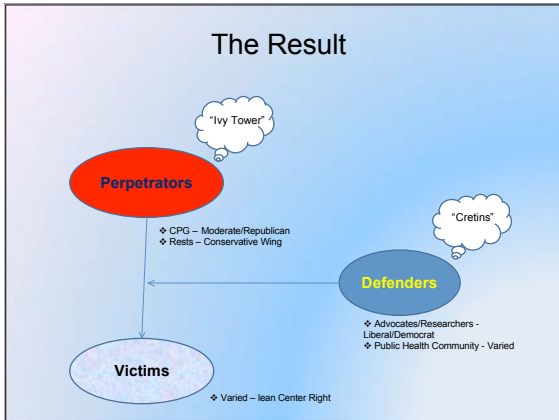 The Result
“Ivy Tower”
Perpetrators
❖ CPG – Moderate/Republican
❖ Rests – Conservative Wing
“Cretins”
Defenders
❖ Advocates/Researchers -
Liberal/Democrat
❖ Public Health Community - Varied
Victims
❖ Varied – lean Center Right